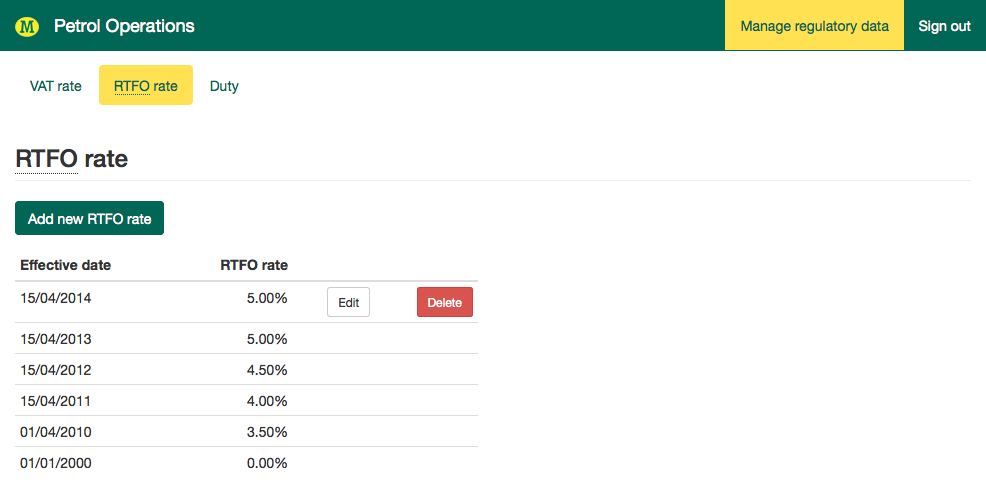 M Petrol Operations Manage regulatory data Sign out
VAT rate RTFO rate Duty
RTFO rate
Add new RTFO rate
Effective date RTFO rate
15/04/2014 5.00% Edit Delete
15/04/2013 5.00%
15/04/2012 4.50%
15/04/2011 4.00%
01/04/2010 3.50%
01/01/2000 0.00%